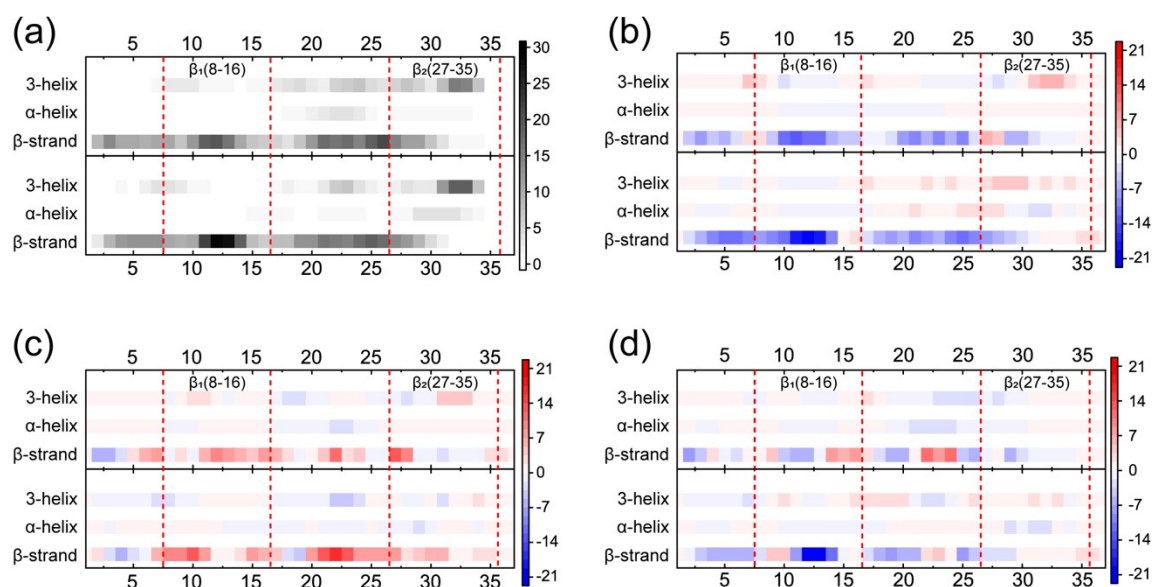 (a)
5 10 15 20 25 30 35
β₁(8-16) β₂(27-35)
3-helix
α-helix
β-strand
3-helix
α-helix
β-strand
5 10 15 20 25 30 35
30
25
20
15
10
5
0
(b)
5 10 15 20 25 30 35
β₁(8-16) β₂(27-35)
3-helix
α-helix
β-strand
3-helix
α-helix
β-strand
5 10 15 20 25 30 35
21
14
7
0
-7
-14
-21
(c)
5 10 15 20 25 30 35
β₁(8-16) β₂(27-35)
3-helix
α-helix
β-strand
3-helix
α-helix
β-strand
5 10 15 20 25 30 35
21
14
7
0
-7
-14
-21
(d)
5 10 15 20 25 30 35
β₁(8-16) β₂(27-35)
3-helix
α-helix
β-strand
3-helix
α-helix
β-strand
5 10 15 20 25 30 35
21
14
7
0
-7
-14
-21